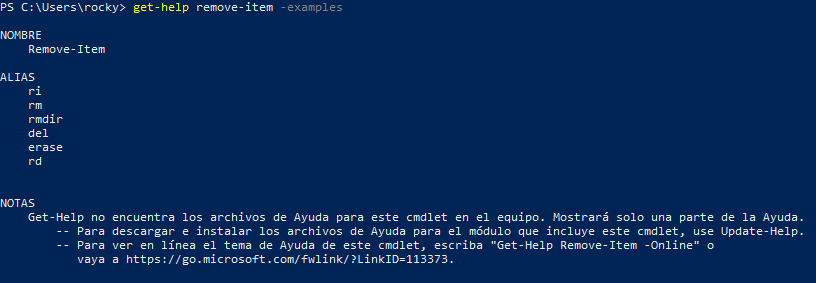 PS C:\Users\rocky> get-help remove-item -examples
NOMBRE
Remove-Item
ALIAS
ri
rm
rmdir
del
erase
rd
NOTAS
Get-Help no encuentra los archivos de Ayuda para este cmdlet en el equipo. Mostrará solo una parte de la Ayuda.
-- Para descargar e instalar los archivos de Ayuda para el módulo que incluye este cmdlet, use Update-Help.
-- Para ver en línea el tema de Ayuda de este cmdlet, escriba "Get-Help Remove-Item -Online" o
vaya a https://go.microsoft.com/fwlink/?LinkID=113373.